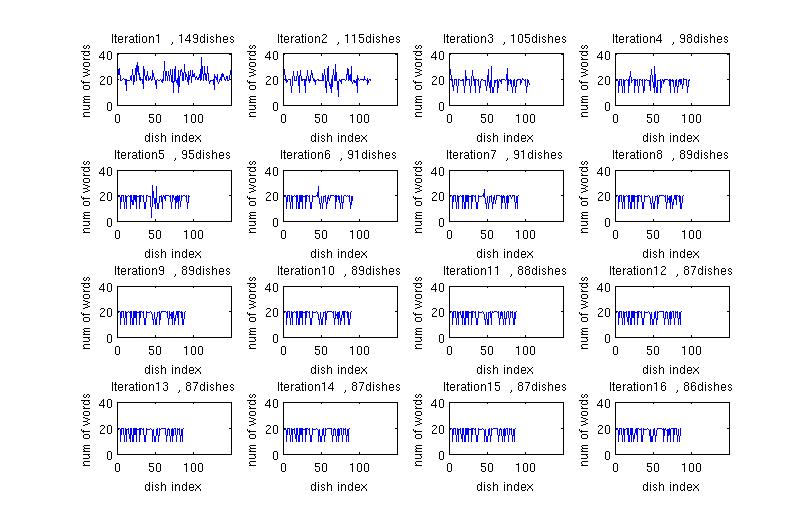 Iteration1 , 149dishes Iteration2 , 115dishes Iteration3 , 105dishes Iteration4 , 98dishes
num of words 40 20 0 num of words 40 20 0 num of words 40 20 0 num of words 40 20 0
0 50 100 0 50 100 0 50 100 0 50 100
dish index dish index dish index dish index
Iteration5 , 95dishes Iteration6 , 91dishes Iteration7 , 91dishes Iteration8 , 89dishes
num of words 40 20 0 num of words 40 20 0 num of words 40 20 0 num of words 40 20 0
0 50 100 0 50 100 0 50 100 0 50 100
dish index dish index dish index dish index
Iteration9 , 89dishes Iteration10 , 89dishes Iteration11 , 88dishes Iteration12 , 87dishes
num of words 40 20 0 num of words 40 20 0 num of words 40 20 0 num of words 40 20 0
0 50 100 0 50 100 0 50 100 0 50 100
dish index dish index dish index dish index
Iteration13 , 87dishes Iteration14 , 87dishes Iteration15 , 87dishes Iteration16 , 86dishes
num of words 40 20 0 num of words 40 20 0 num of words 40 20 0 num of words 40 20 0
0 50 100 0 50 100 0 50 100 0 50 100
dish index dish index dish index dish index